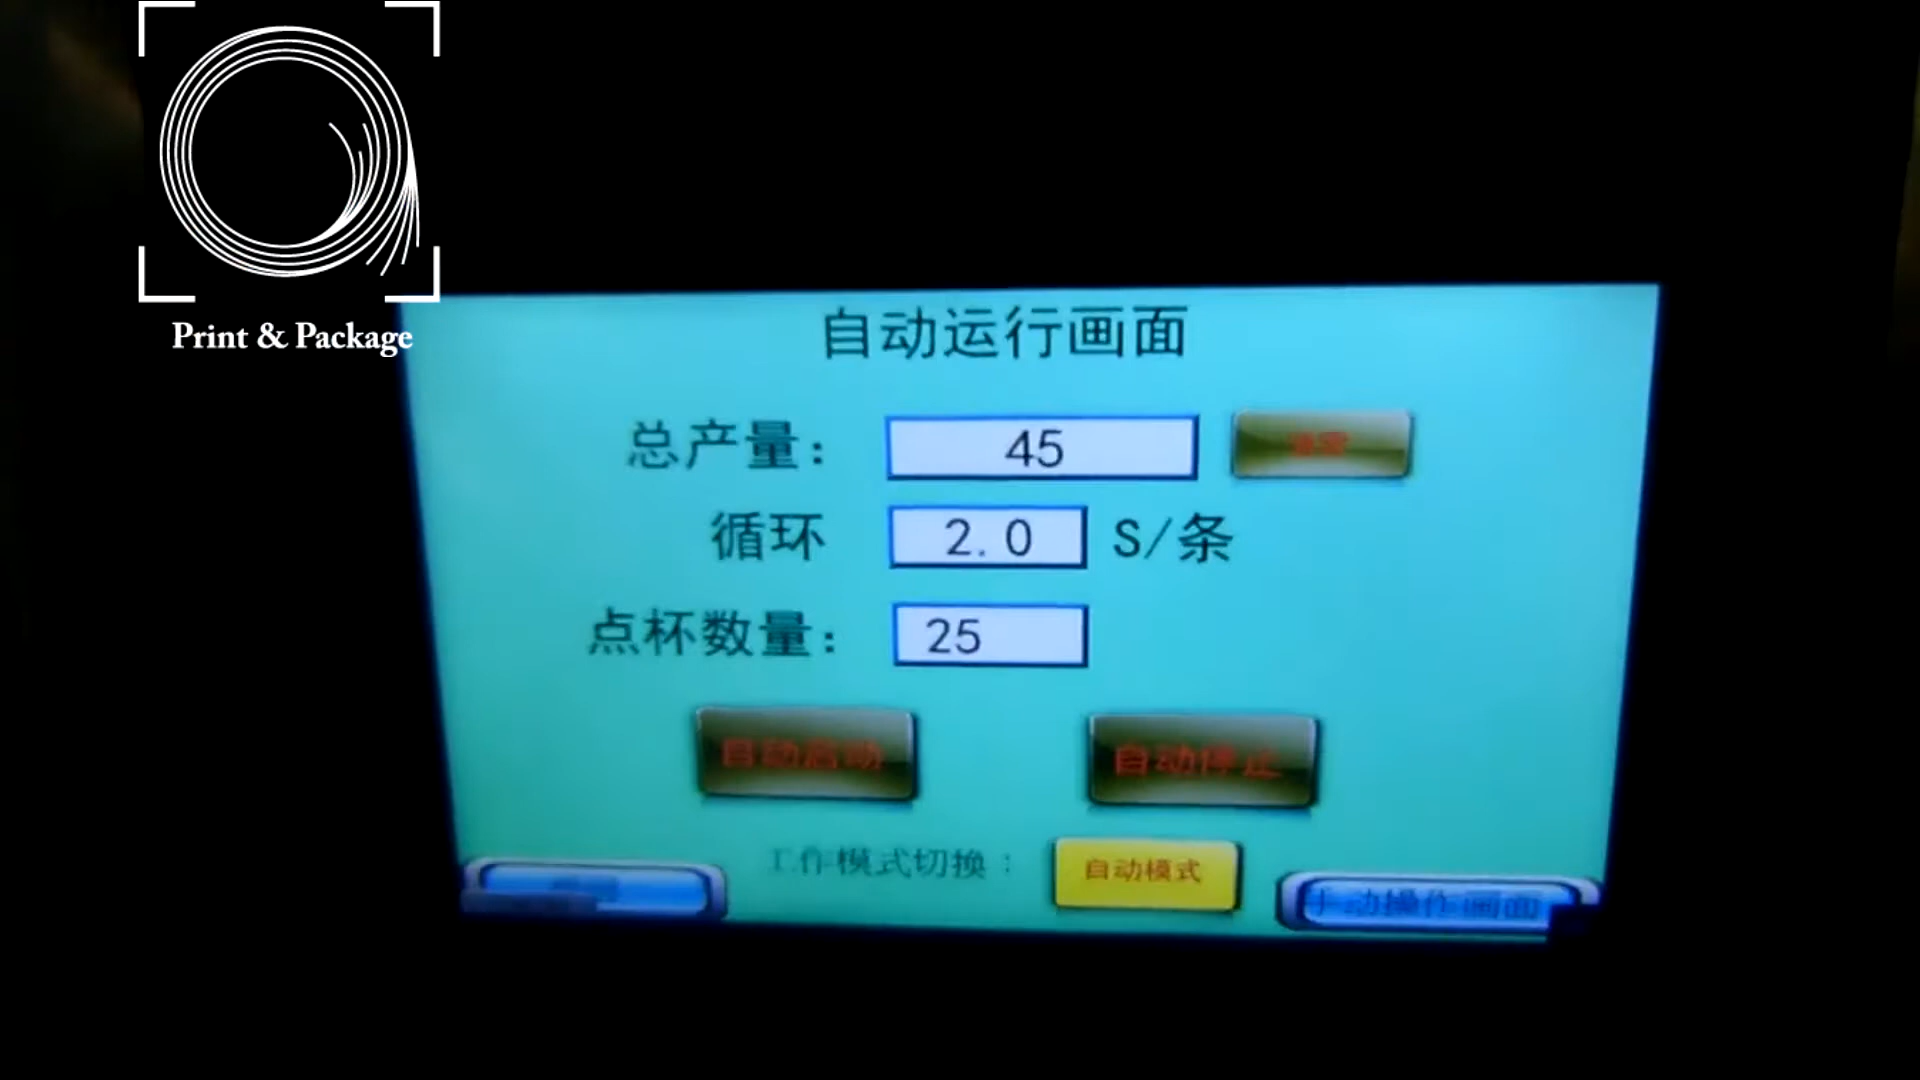 Print & Package
自动运行画面
总产量: 45
循环 2.0 S/条
点杯数量: 25
自动启动 自动停止
工作模式切换: 自动模式
手动操作画面